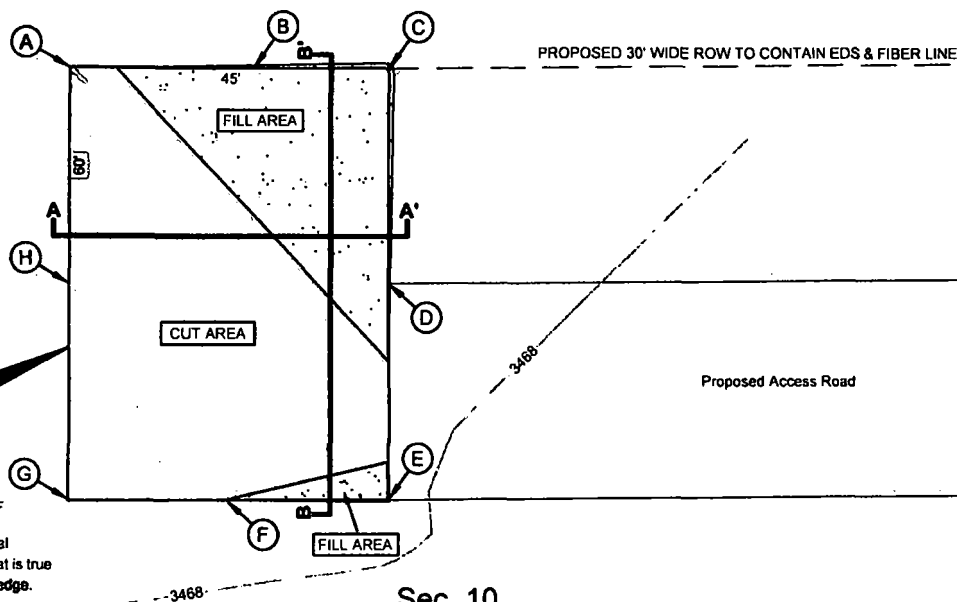 A
B
B'
C
PROPOSED 30' WIDE ROW TO CONTAIN EDS & FIBER LINE
45'
FILL AREA
60'
A
A'
H
D
CUT AREA
3468
Proposed Access Road
G
E
F
B
FILL AREA
at is true
edge.
3468
Sec. 10